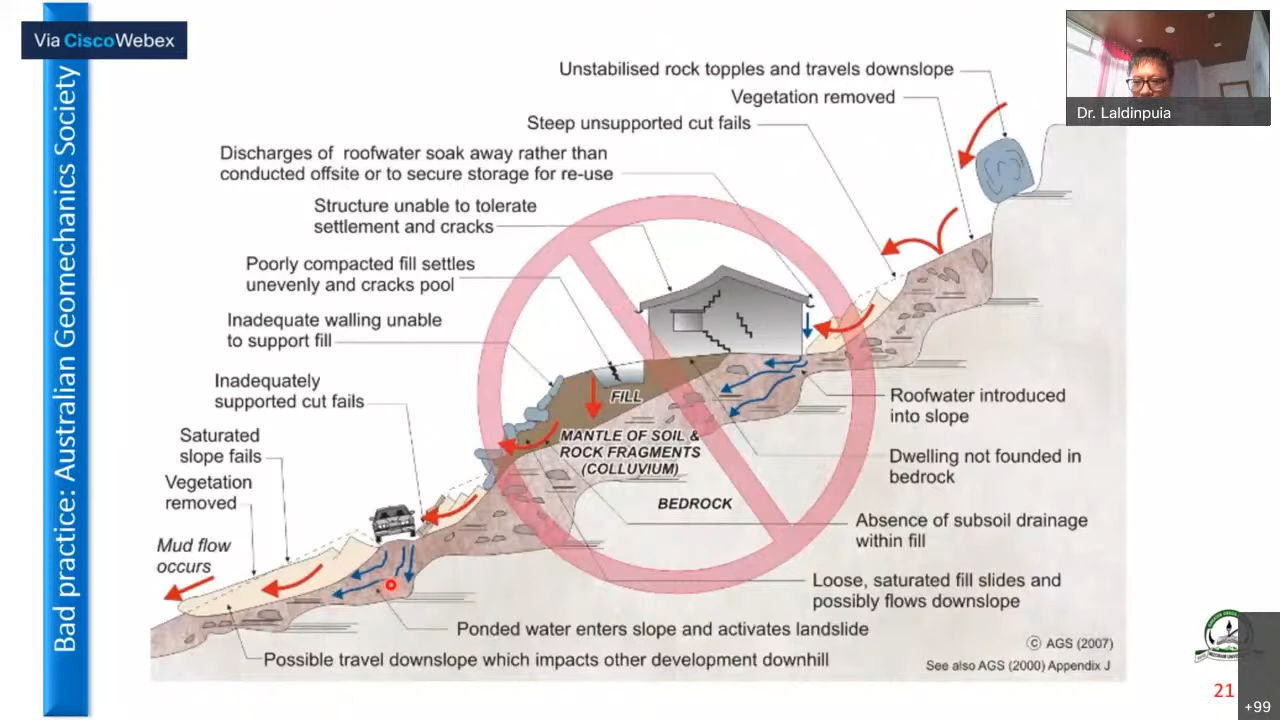 Via CiscoWebex
Dr. Laldinpuia
Bad practice: Australian Geomechanics Society
Unstabilised rock topples and travels downslope
Vegetation removed
Steep unsupported cut fails
Discharges of roofwater soak away rather than
conducted offsite or to secure storage for re-use
Structure unable to tolerate
settlement and cracks
Poorly compacted fill settles
unevenly and cracks pool
Inadequate walling unable
to support fill
Inadequately
supported cut fails
Saturated
slope fails
Vegetation
removed
Mud flow
occurs
FILL
MANTLE OF SOIL &
ROCK FRAGMENTS
(COLLUVIUM)
BEDROCK
Roofwater introduced
into slope
Dwelling not founded in
bedrock
Absence of subsoil drainage
within fill
Loose, saturated fill slides and
possibly flows downslope
Ponded water enters slope and activates landslide
Possible travel downslope which impacts other development downhill
© AGS (2007)
See also AGS (2000) Appendix J
21
+99